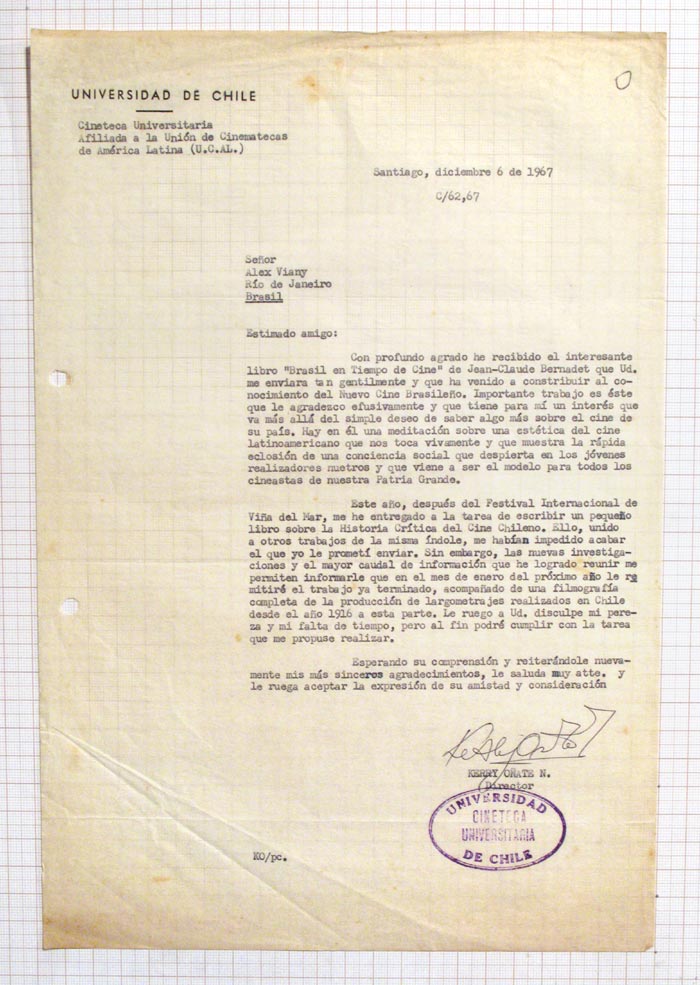 UNIVERSIDAD DE CHILE
Cineteca Universitaria
Afiliada a la Unión de Cinematecas
de América Latina (U.C.AL.)
Santiago, diciembre 6 de 1967
C/62,67
Señor
Alex Viany
Río de Janeiro
Brasil
Estimado amigo:
Con profundo agrado he recibido el interesante
libro "Brasil en Tiempo de Cine" de Jean-Claude Bernadet que Ud.
me enviara tan gentilmente y que ha venido a constribuir al co-
nocimiento del Nuevo Cine Brasileño. Importante trabajo es éste
que le agradezco efusivamente y que tiene para mí un interés que
va más allá del simple deseo de saber algo más sobre el cine de
su país. Hay en él una meditación sobre una estética del cine
latinoamericano que nos toca vivamente y que muestra la rápida
eclosión de una conciencia social que despierta en los jóvenes
realizadores nuetros y que viene a ser el modelo para todos los
cineastas de nuestra Patria Grande.
Este año, después del Festival Internacional de
Viña del Mar, me he entregado a la tarea de escribir un pequeño
libro sobre la Historia Crítica del Cine Chileno. Ello, unido
a otros trabajos de la misma índole, me habían impedido acabar
el que yo le prometí enviar. Sin embargo, las nuevas investiga-
ciones y el mayor caudal de información que he logrado reunir me
permiten informarle que en el mes de enero del próximo año le re
mitiré el trabajo ya terminado, acompañado de una filmografía
completa de la producción de largometrajes realizados en Chile
desde el año 1916 a esta parte. Le ruego a Ud. disculpe mi pere-
za y mi falta de tiempo, pero al fin podré cumplir con la tarea
que me propuse realizar.
Esperando su comprensión y reiterándole nueva-
mente mis más sinceros agradecimientos, le saluda muy atte. y
le ruega aceptar la expresión de su amistad y consideración
KERRY OÑATE N.
Director
UNIVERSIDAD
CINETECA
UNIVERSITARIA
DE CHILE
KO/pc.